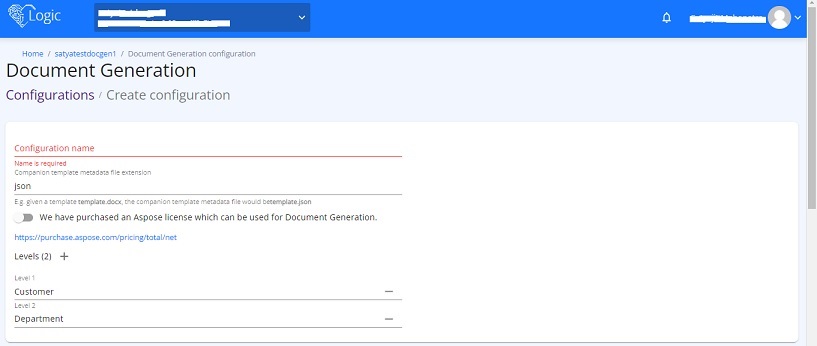 Logic
Home / satyatestdocgen1 / Document Generation configuration
Document Generation
Configurations / Create configuration
Configuration name
Name is required
Companion template metadata file extension
json
E.g. given a template template.docx, the companion template metadata file would betemplate.json
We have purchased an Aspose license which can be used for Document Generation.
https://purchase.aspose.com/pricing/total/net
Levels (2) +
Level 1
Customer
Level 2
Department